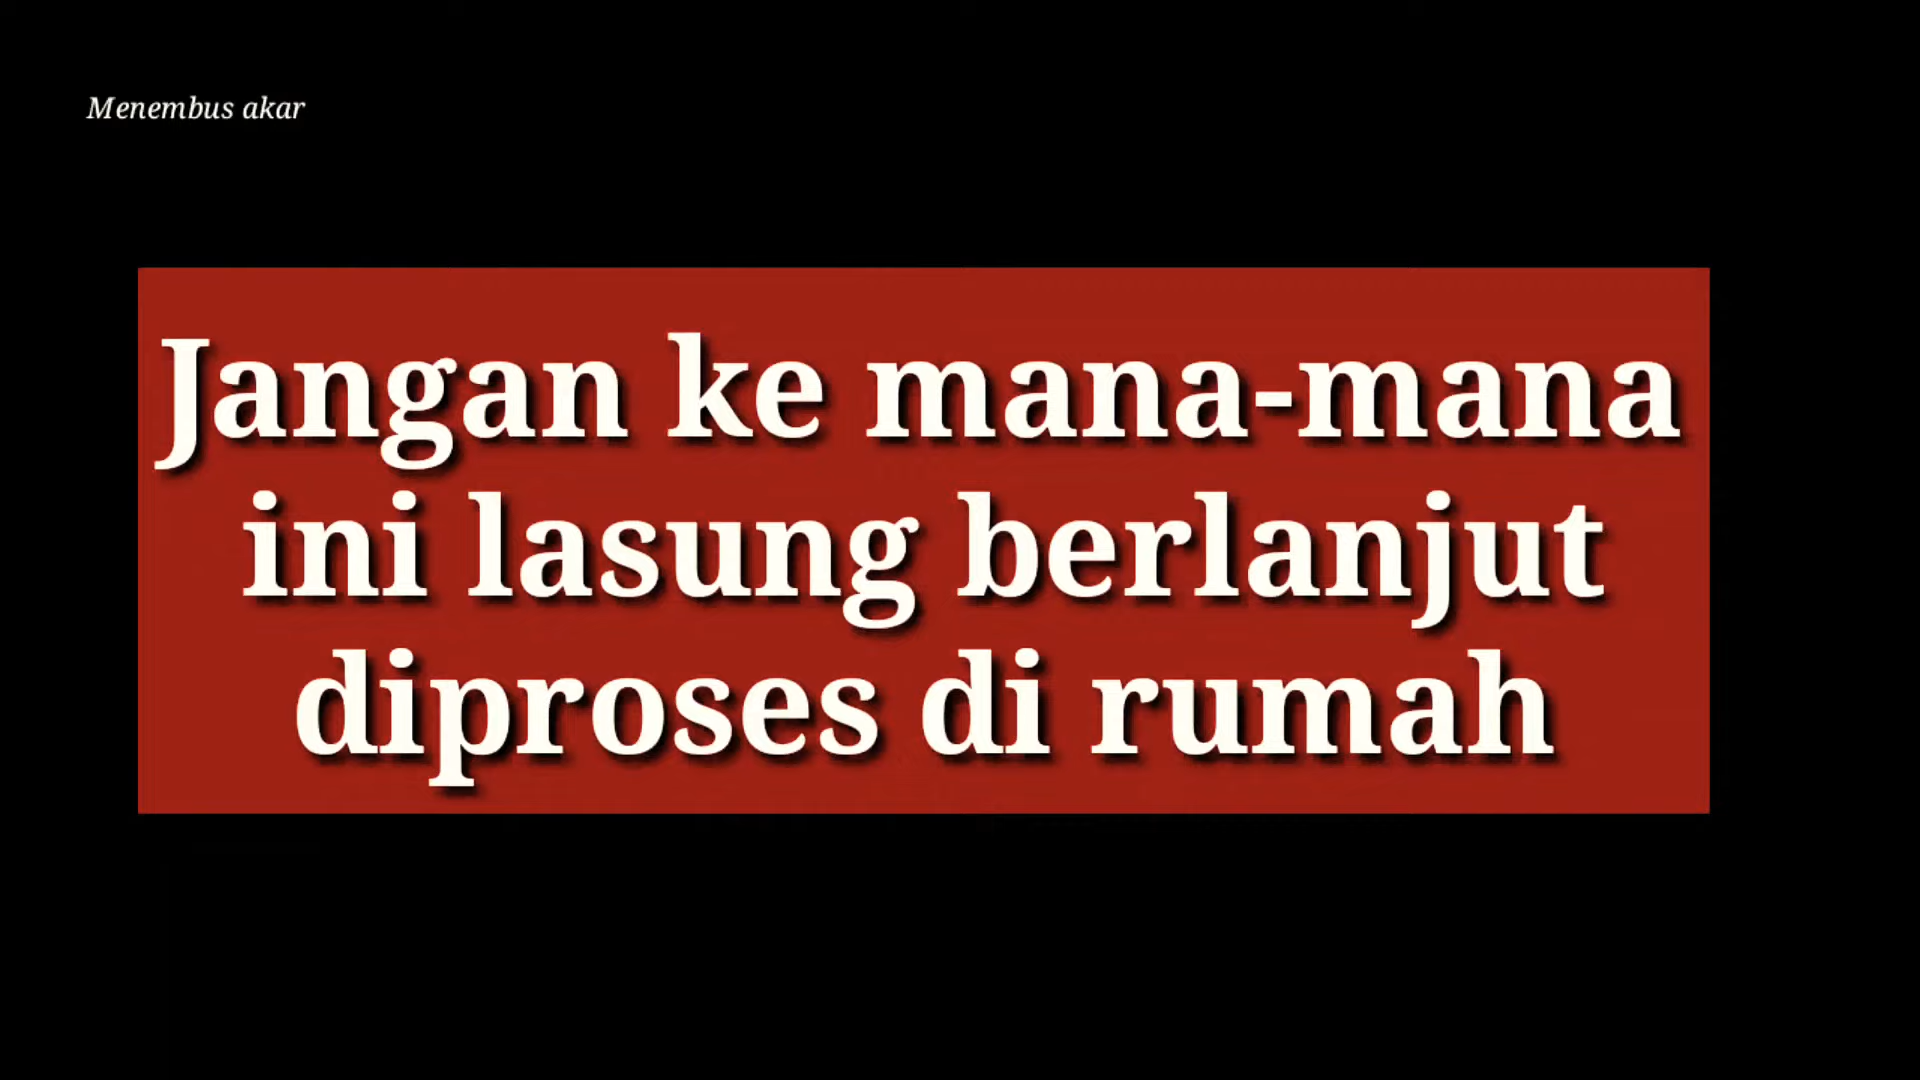 Menembus akar
Jangan ke mana-mana
ini lasung berlanjut
diproses di rumah